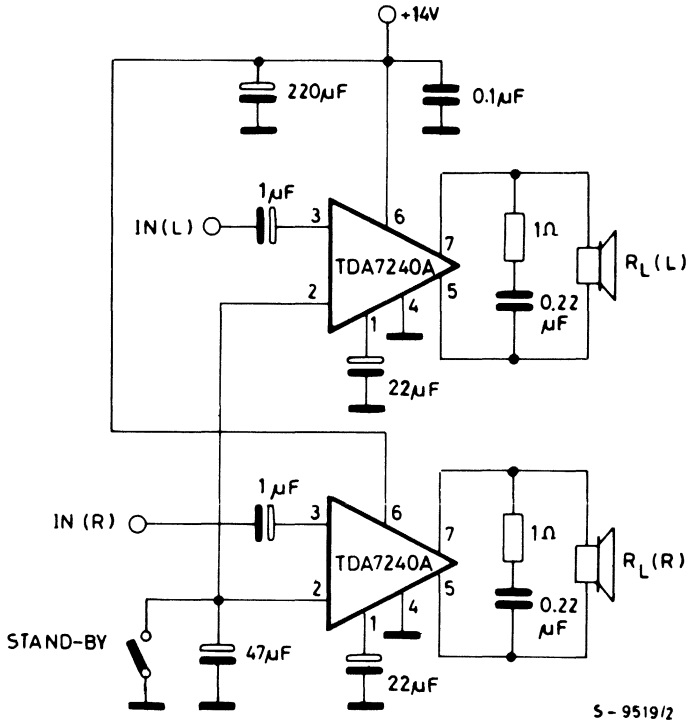 +14V
220µF
0.1µF
1µF
IN(L)
3
6
7
TDA7240A
1Ω
RL(L)
2
5
4
1
0.22
µF
22µF
1µF
IN (R)
3
6
7
TDA7240A
1Ω
RL(R)
2
5
4
1
0.22
µF
STAND-BY
47µF
22µF
S-9519/2